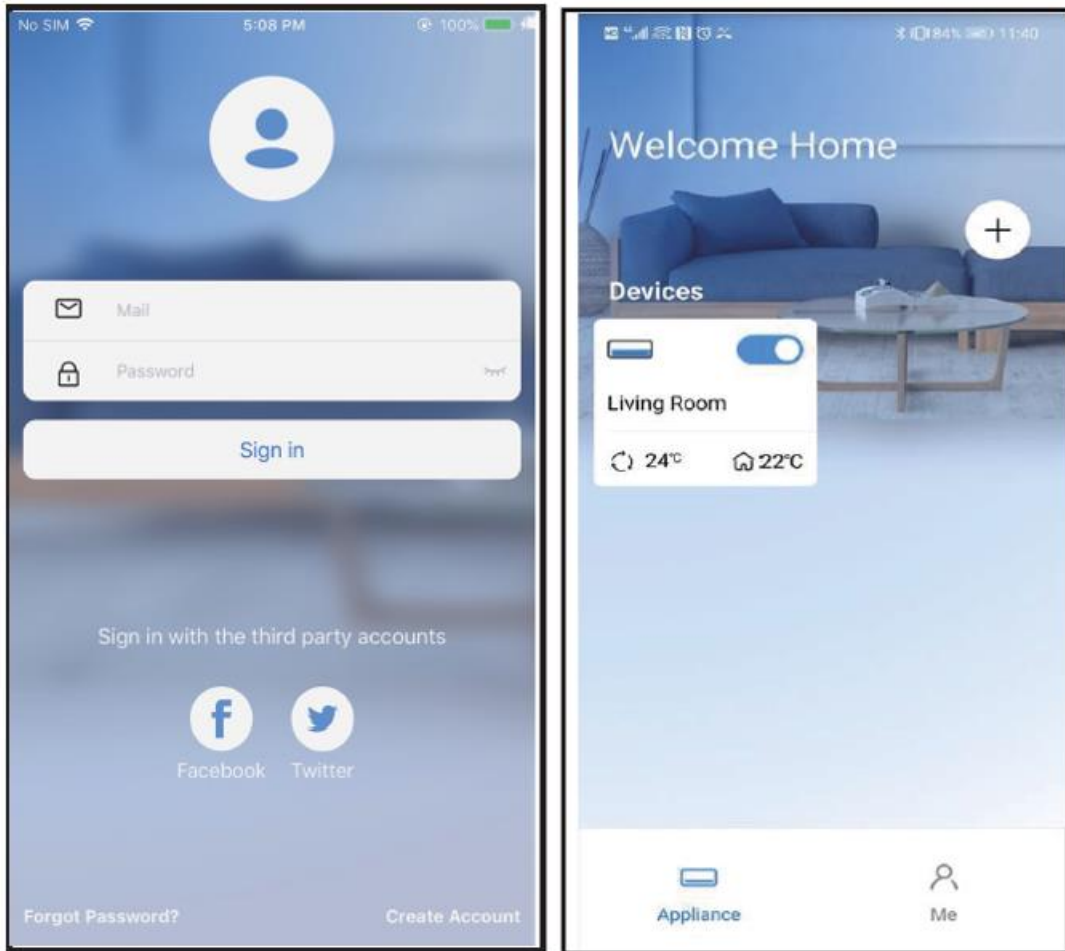 No SIM 5:08 PM 100%
Mail
Password
Sign in
Sign in with the third party accounts
Facebook Twitter
Forgot Password? Create Account
84% 11:40
Welcome Home
Devices
Living Room
24°C 22°C
Appliance Me